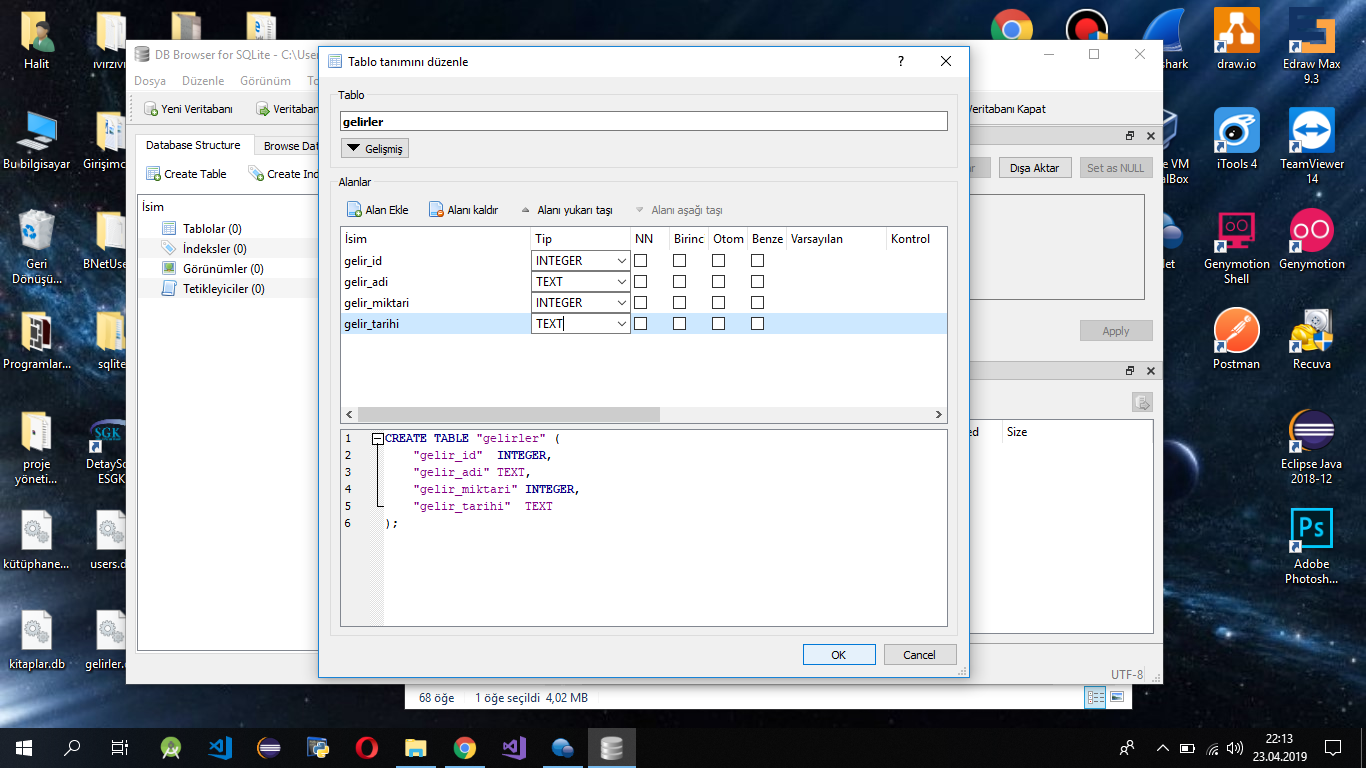 Halit
ıvırzıvı
shark
draw.io
Edraw Max
9.3
Bu bilgisayar
Girişimc
e VM
alBox
iTools 4
TeamViewer
14
Geri
Dönüşü...
BNetUse
let
Genymotion
Shell
Genymotion
Programlar...
sqlite
Postman
Recuva
SGK
proje
yöneti...
DetaySo
ESGK
Eclipse Java
2018-12
kütüphane...
users.d
Ps
Adobe
Photosh...
kitaplar.db
gelirler.
DB Browser for SQLite - C:\User
Dosya Düzenle Görünüm To
Yeni Veritabanı Veritaban
Veritabanı Kapat
Database Structure Browse Dat
Create Table Create Ind
İsim
Tablolar (0)
İndeksler (0)
Görünümler (0)
Tetikleyiciler (0)
ar Dışa Aktar Set as NULL
Apply
ed Size
UTF-8
Tablo tanımını düzenle ?
Tablo
gelirler
Gelişmiş
Alanlar
Alan Ekle Alanı kaldır Alanı yukarı taşı Alanı aşağı taşı
İsim Tip NN Birinc Otom Benze Varsayılan Kontrol
gelir_id INTEGER
gelir_adi TEXT
gelir_miktari INTEGER
gelir_tarihi TEXT
1 CREATE TABLE "gelirler" (
2 "gelir_id" INTEGER,
3 "gelir_adi" TEXT,
4 "gelir_miktari" INTEGER,
5 "gelir_tarihi" TEXT
6 );
OK Cancel
68 öğe 1 öğe seçildi 4,02 MB
22:13
23.04.2019